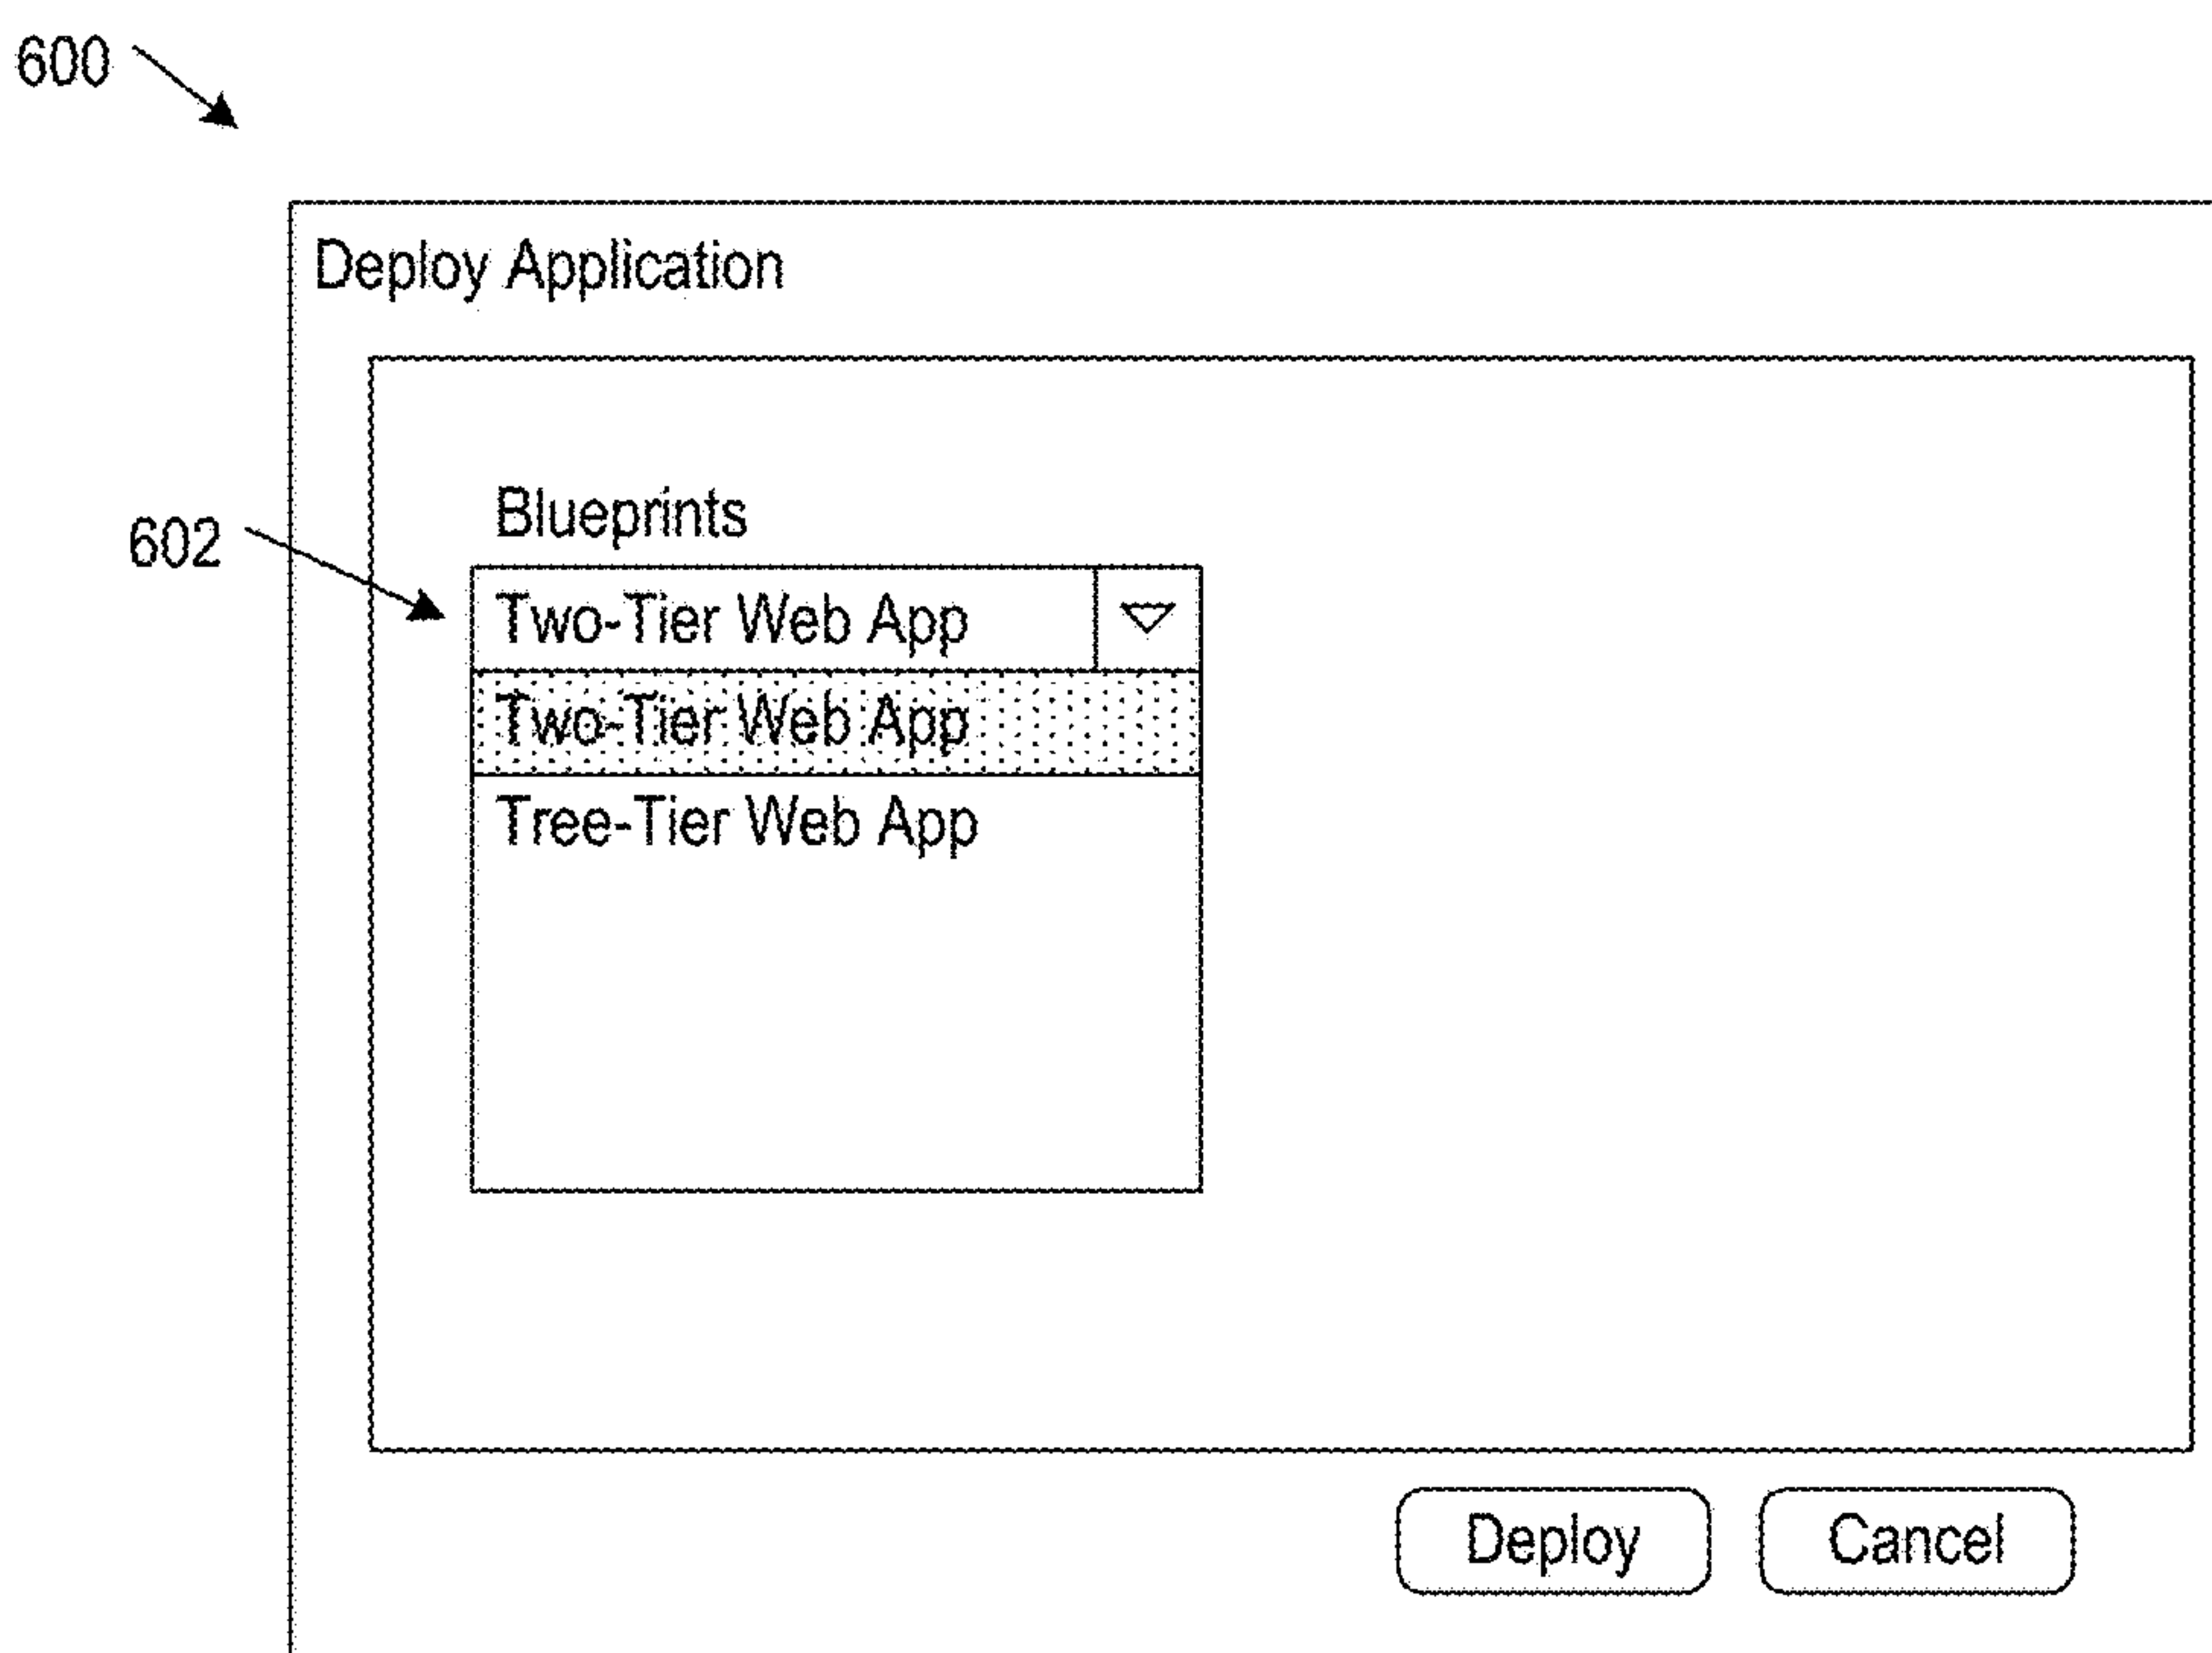 600
Deploy Application
Blueprints
602
Two-Tier Web App
Two-Tier Web App
Tree-Tier Web App
Deploy
Cancel